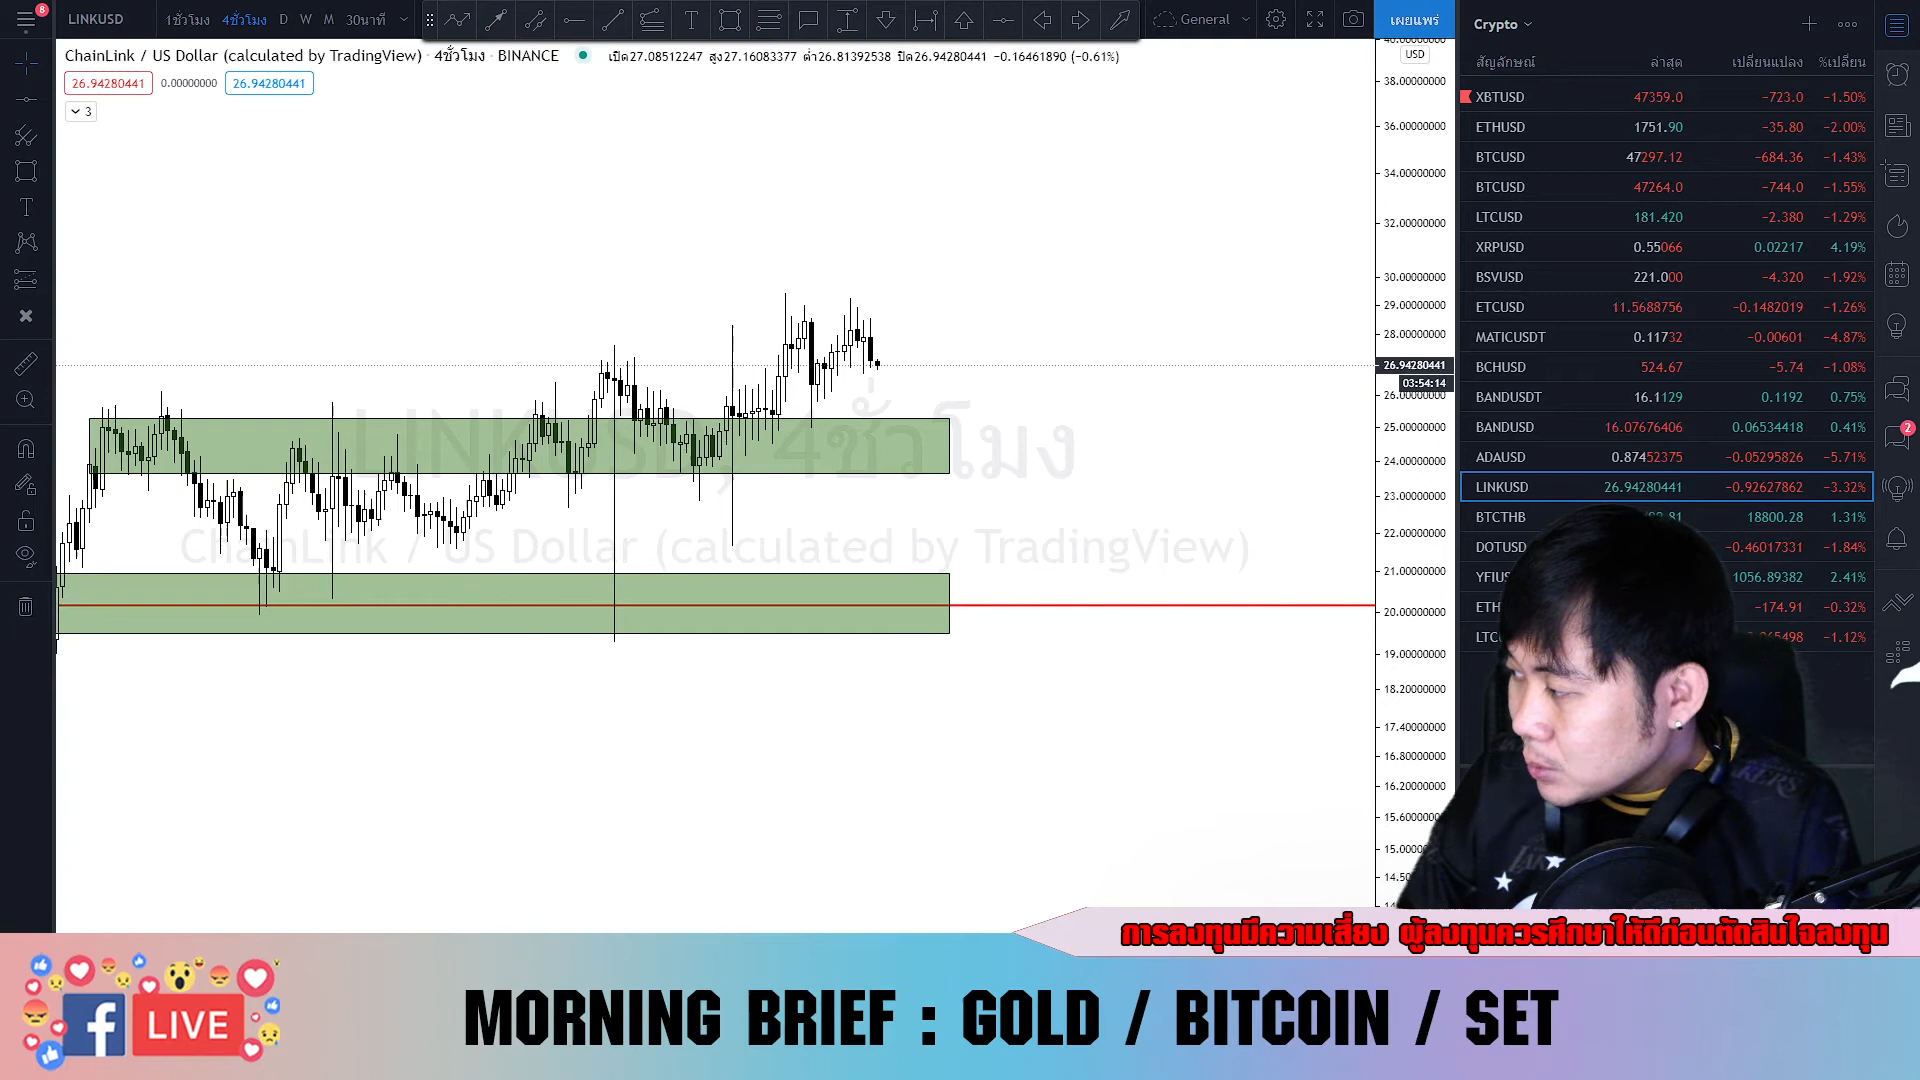 8 LINKUSD 1ชั่วโมง 4ชั่วโมง D W M 30นาที General เผยแพร่
ChainLink / US Dollar (calculated by TradingView) · 4ชั่วโมง · BINANCE เปิด27.08512247 สูง27.16083377 ต่ำ26.81392538 ปิด26.94280441 −0.16461890 (−0.61%)
26.94280441 0.00000000 26.94280441
3
LINKUSD, 4ชั่วโมง
ChainLink / US Dollar (calculated by TradingView)
40.00000000
USD
38.00000000
36.00000000
34.00000000
32.00000000
30.00000000
29.00000000
28.00000000
26.94280441
03:54:14
26.00000000
25.00000000
24.00000000
23.00000000
22.00000000
21.00000000
20.00000000
19.00000000
18.20000000
17.40000000
16.80000000
16.20000000
15.6000000
15.0000
14.50
Crypto
สัญลักษณ์ ล่าสุด เปลี่ยนแปลง %เปลี่ยน
XBTUSD 47359.0 −723.0 −1.50%
ETHUSD 1751.90 −35.80 −2.00%
BTCUSD 47297.12 −684.36 −1.43%
BTCUSD 47264.0 −744.0 −1.55%
LTCUSD 181.420 −2.380 −1.29%
XRPUSD 0.55066 0.02217 4.19%
BSVUSD 221.000 −4.320 −1.92%
ETCUSD 11.5688756 −0.1482019 −1.26%
MATICUSDT 0.11732 −0.00601 −4.87%
BCHUSD 524.67 −5.74 −1.08%
BANDUSDT 16.1129 0.1192 0.75%
BANDUSD 16.07676406 0.06534418 0.41%
ADAUSD 0.87452375 −0.05295826 −5.71%
LINKUSD 26.94280441 −0.92627862 −3.32%
BTCTHB 18800.28 1.31%
DOTUSD −0.46017331 −1.84%
YFIUS 1056.89382 2.41%
ETH −174.91 −0.32%
LTC −1.12%
2
การลงทุนมีความเสี่ยง ผู้ลงทุนควรศึกษาให้ดีก่อนตัดสินใจลงทุน
f LIVE
MORNING BRIEF : GOLD / BITCOIN / SET